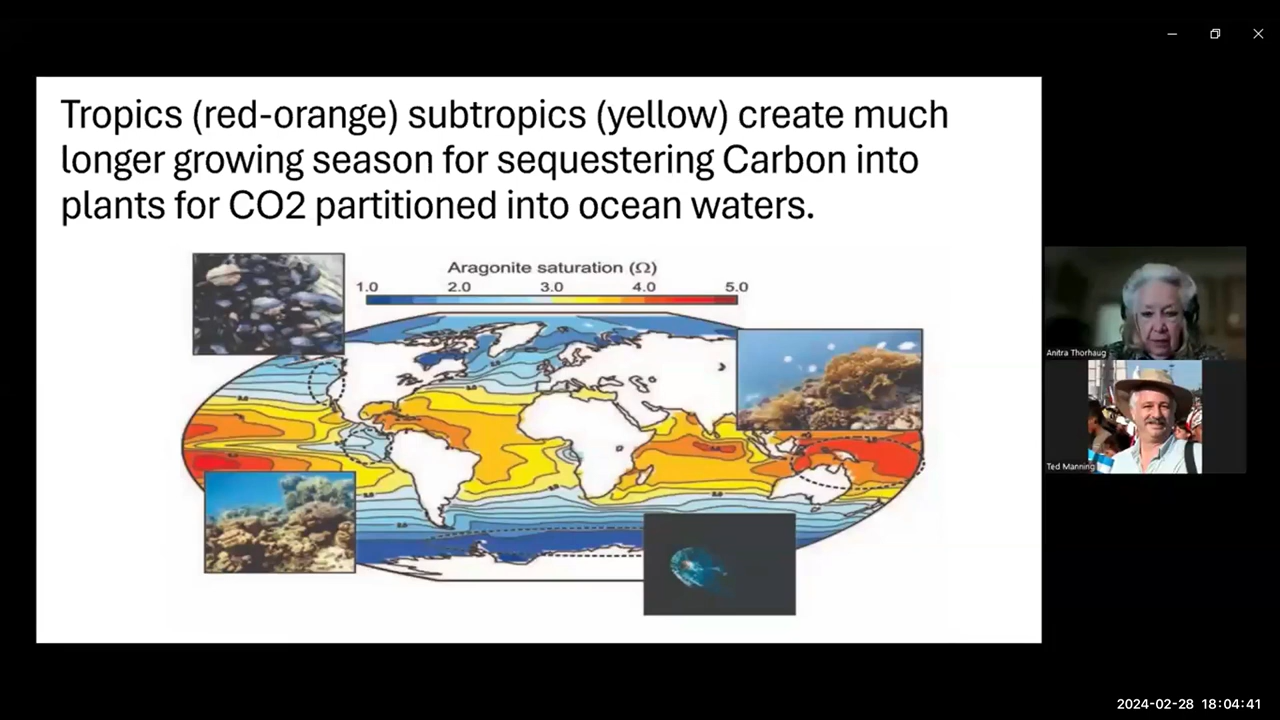 Tropics (red-orange) subtropics (yellow) create much
longer growing season for sequestering Carbon into
plants for CO2 partitioned into ocean waters.
Aragonite saturation (Ω)
1.0 2.0 3.0 4.0 5.0
Anitra Thorhaug
Ted Manning
2024-02-28 18:04:41